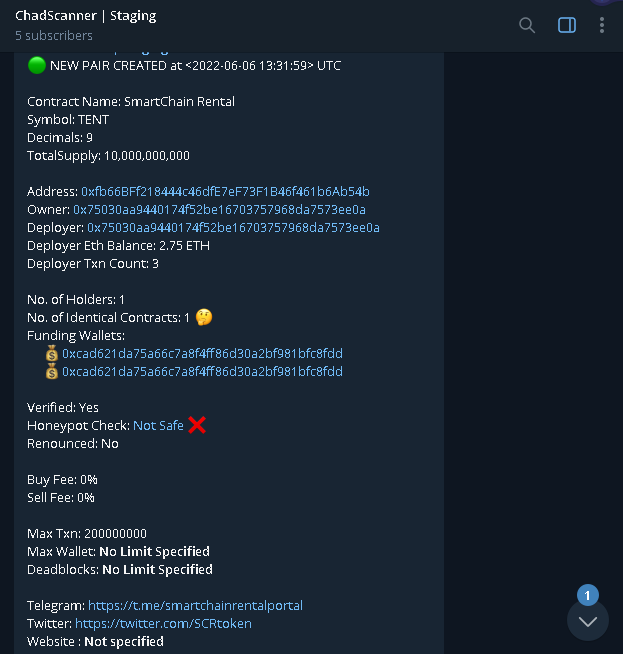 ChadScanner | Staging
5 subscribers
NEW PAIR CREATED at <2022-06-06 13:31:59> UTC
Contract Name: SmartChain Rental
Symbol: TENT
Decimals: 9
TotalSupply: 10,000,000,000
Address: 0xfb66BFf218444c46dfE7eF73F1B46f461b6Ab54b
Owner: 0x75030aa9440174f52be16703757968da7573ee0a
Deployer: 0x75030aa9440174f52be16703757968da7573ee0a
Deployer Eth Balance: 2.75 ETH
Deployer Txn Count: 3
No. of Holders: 1
No. of Identical Contracts: 1 🤔
Funding Wallets:
💰 0xcad621da75a66c7a8f4ff86d30a2bf981bfc8fdd
💰 0xcad621da75a66c7a8f4ff86d30a2bf981bfc8fdd
Verified: Yes
Honeypot Check: Not Safe ❌
Renounced: No
Buy Fee: 0%
Sell Fee: 0%
Max Txn: 200000000
Max Wallet: No Limit Specified
Deadblocks: No Limit Specified
Telegram: https://t.me/smartchainrentalportal
Twitter: https://twitter.com/SCRtoken
Website : Not specified
1